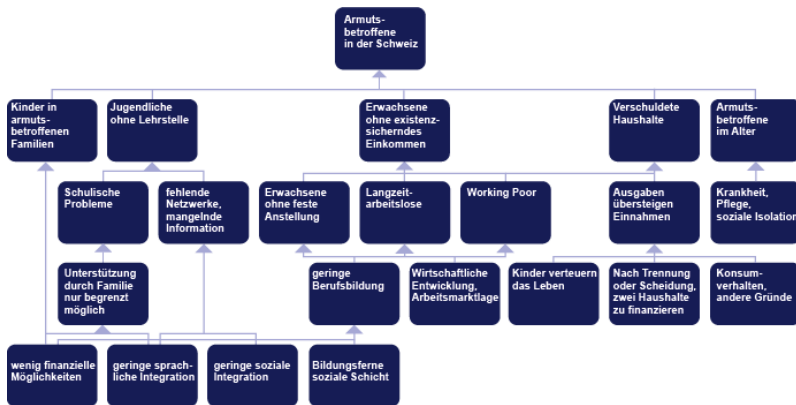 Armuts-
betroffene
in der Schweiz
Kinder in
armuts-
betroffenen
Familien
Jugendliche
ohne Lehrstelle
Erwachsene
ohne existenz-
sicherndes
Einkommen
Verschuldete
Haushalte
Armuts-
betroffene
im Alter
Schulische
Probleme
fehlende
Netzwerke,
mangelnde
Information
Erwachsene
ohne feste
Anstellung
Langzeit-
arbeitslose
Working Poor
Ausgaben
übersteigen
Einnahmen
Krankheit,
Pflege,
soziale Isolation
Unterstützung
durch Familie
nur begrenzt
möglich
geringe
Berufsbildung
Wirtschaftliche
Entwicklung,
Arbeitsmarktlage
Kinder verteuern
das Leben
Nach Trennung
oder Scheidung,
zwei Haushalte
zu finanzieren
Konsum-
verhalten,
andere Gründe
wenig finanzielle
Möglichkeiten
geringe sprach-
liche Integration
geringe soziale
Integration
Bildungsferne
soziale Schicht